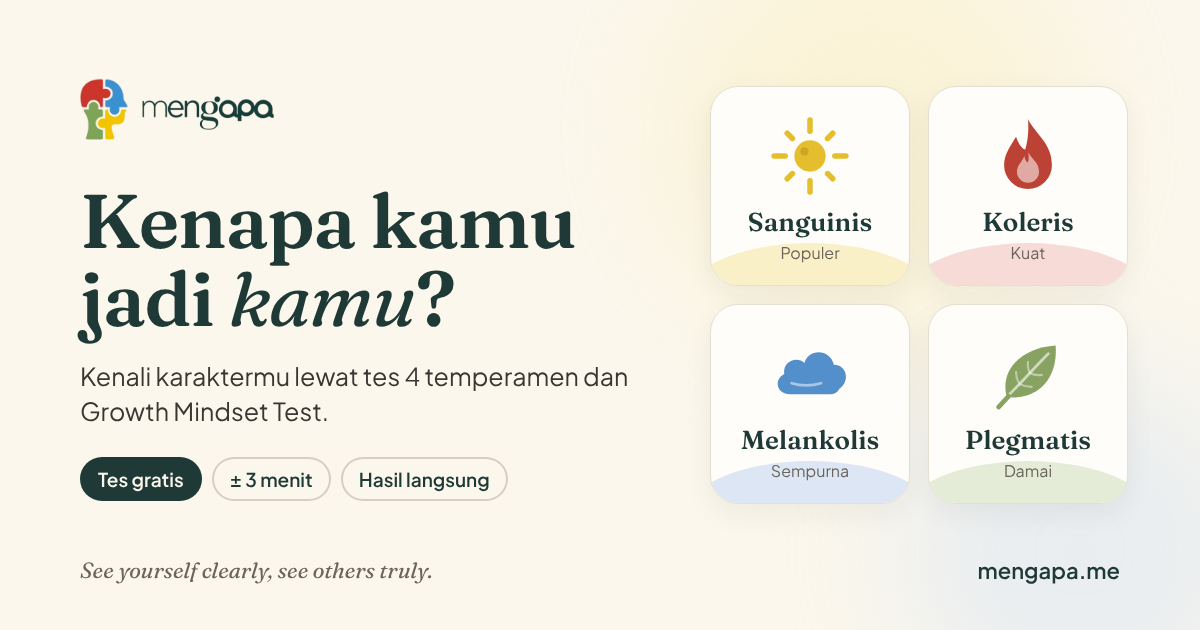 mengapa
Kenapa kamu
jadi kamu?
Kenali karaktermu lewat tes 4 temperamen dan
Growth Mindset Test.
Tes gratis
± 3 menit
Hasil langsung
See yourself clearly, see others truly.
Sanguinis
Populer
Koleris
Kuat
Melankolis
Sempurna
Plegmatis
Damai
mengapa.me